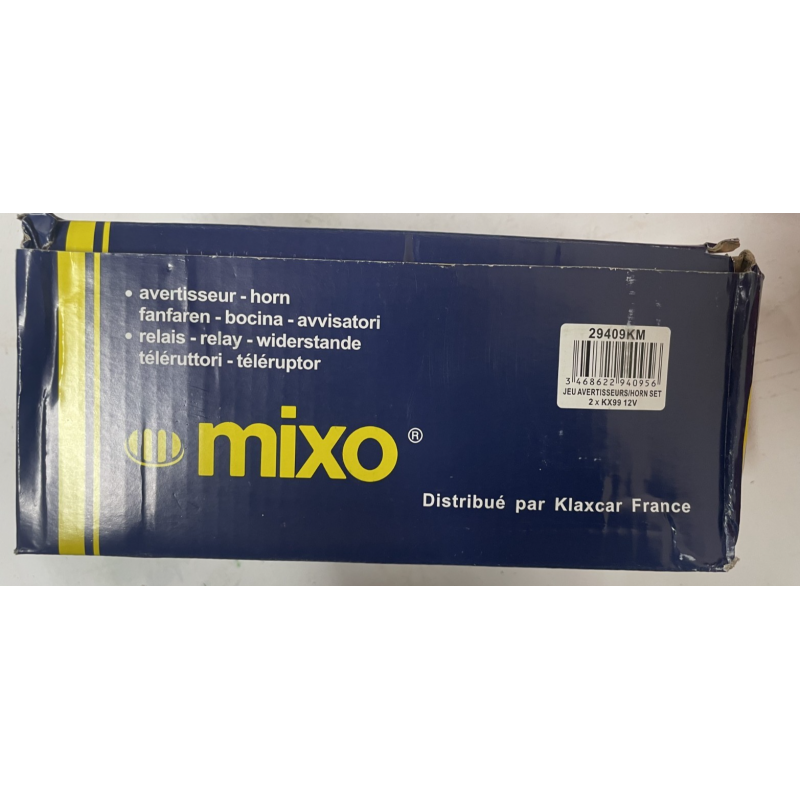 • avertisseur - horn
fanfaren - bocina - avvisatori
• relais - relay - widerstande
téléruttori - téléruptor
mixo ®
Distribué par Klaxcar France
29409KM
3 468622 940956
JEU AVERTISSEURS/HORN SET
2 x KX99 12V